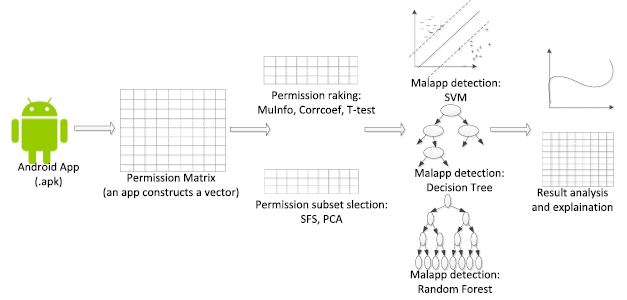 Android App
(.apk)
Permission Matrix
(an app constructs a vector)
Permission raking:
MuInfo, Corrcoef, T-test
Permission subset slection:
SFS, PCA
Malapp detection:
SVM
Malapp detection:
Decision Tree
Malapp detection:
Random Forest
Result analysis
and explaination